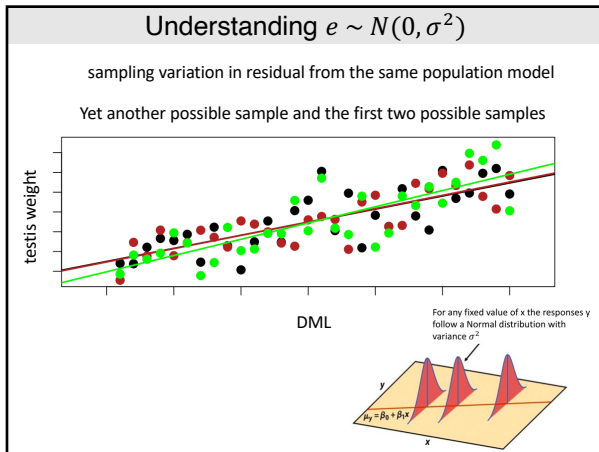 Understanding e ~ N(0, σ²)
sampling variation in residual from the same population model
Yet another possible sample and the first two possible samples
testis weight
DML
For any fixed value of x the responses y
follow a Normal distribution with
variance σ²
y
μy = β0 + β1x
x